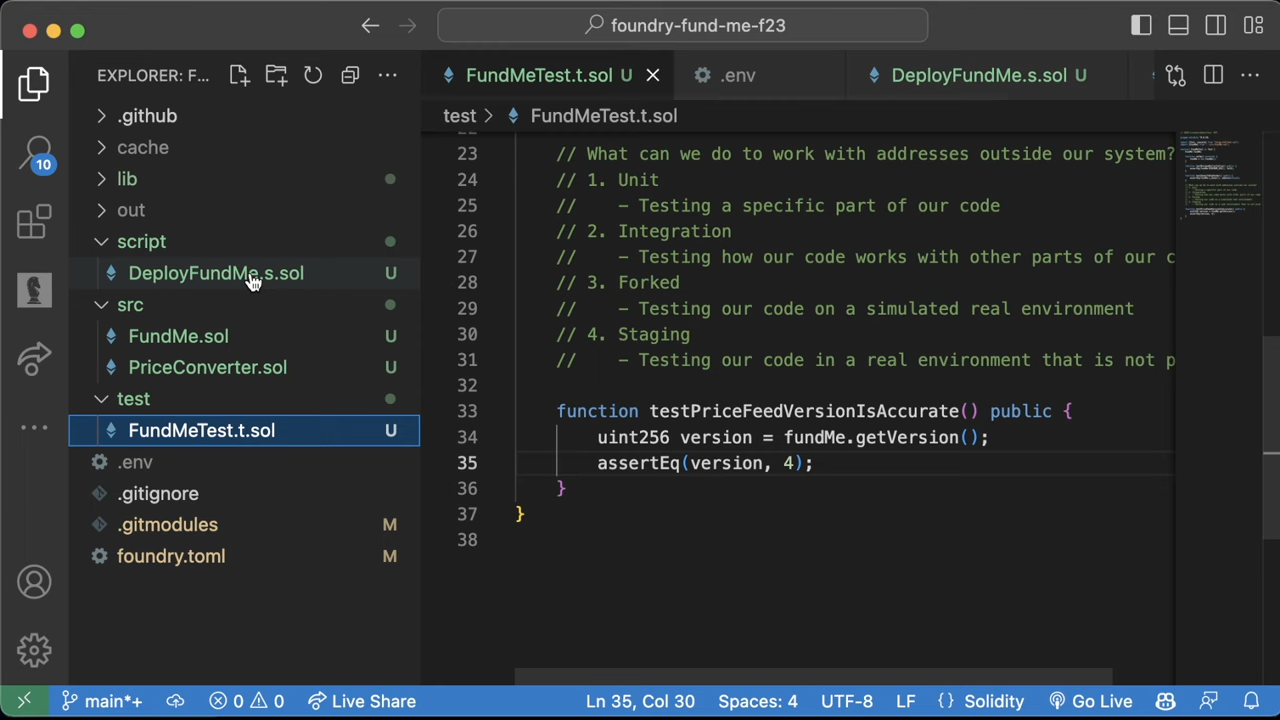 foundry-fund-me-f23
EXPLORER: F...
.github
cache
lib
out
script
DeployFundMe.s.sol U
src
FundMe.sol U
PriceConverter.sol U
test
FundMeTest.t.sol U
.env
.gitignore
.gitmodules M
foundry.toml M
10
FundMeTest.t.sol U
.env
DeployFundMe.s.sol U
test > FundMeTest.t.sol
23 // What can we do to work with addresses outside our system?
24 // 1. Unit
25 //    - Testing a specific part of our code
26 // 2. Integration
27 //    - Testing how our code works with other parts of our c
28 // 3. Forked
29 //    - Testing our code on a simulated real environment
30 // 4. Staging
31 //    - Testing our code in a real environment that is not p
32
33 function testPriceFeedVersionIsAccurate() public {
34     uint256 version = fundMe.getVersion();
35     assertEq(version, 4);
36 }
37 }
38
main*+ 0 0 Live Share Ln 35, Col 30 Spaces: 4 UTF-8 LF {} Solidity Go Live